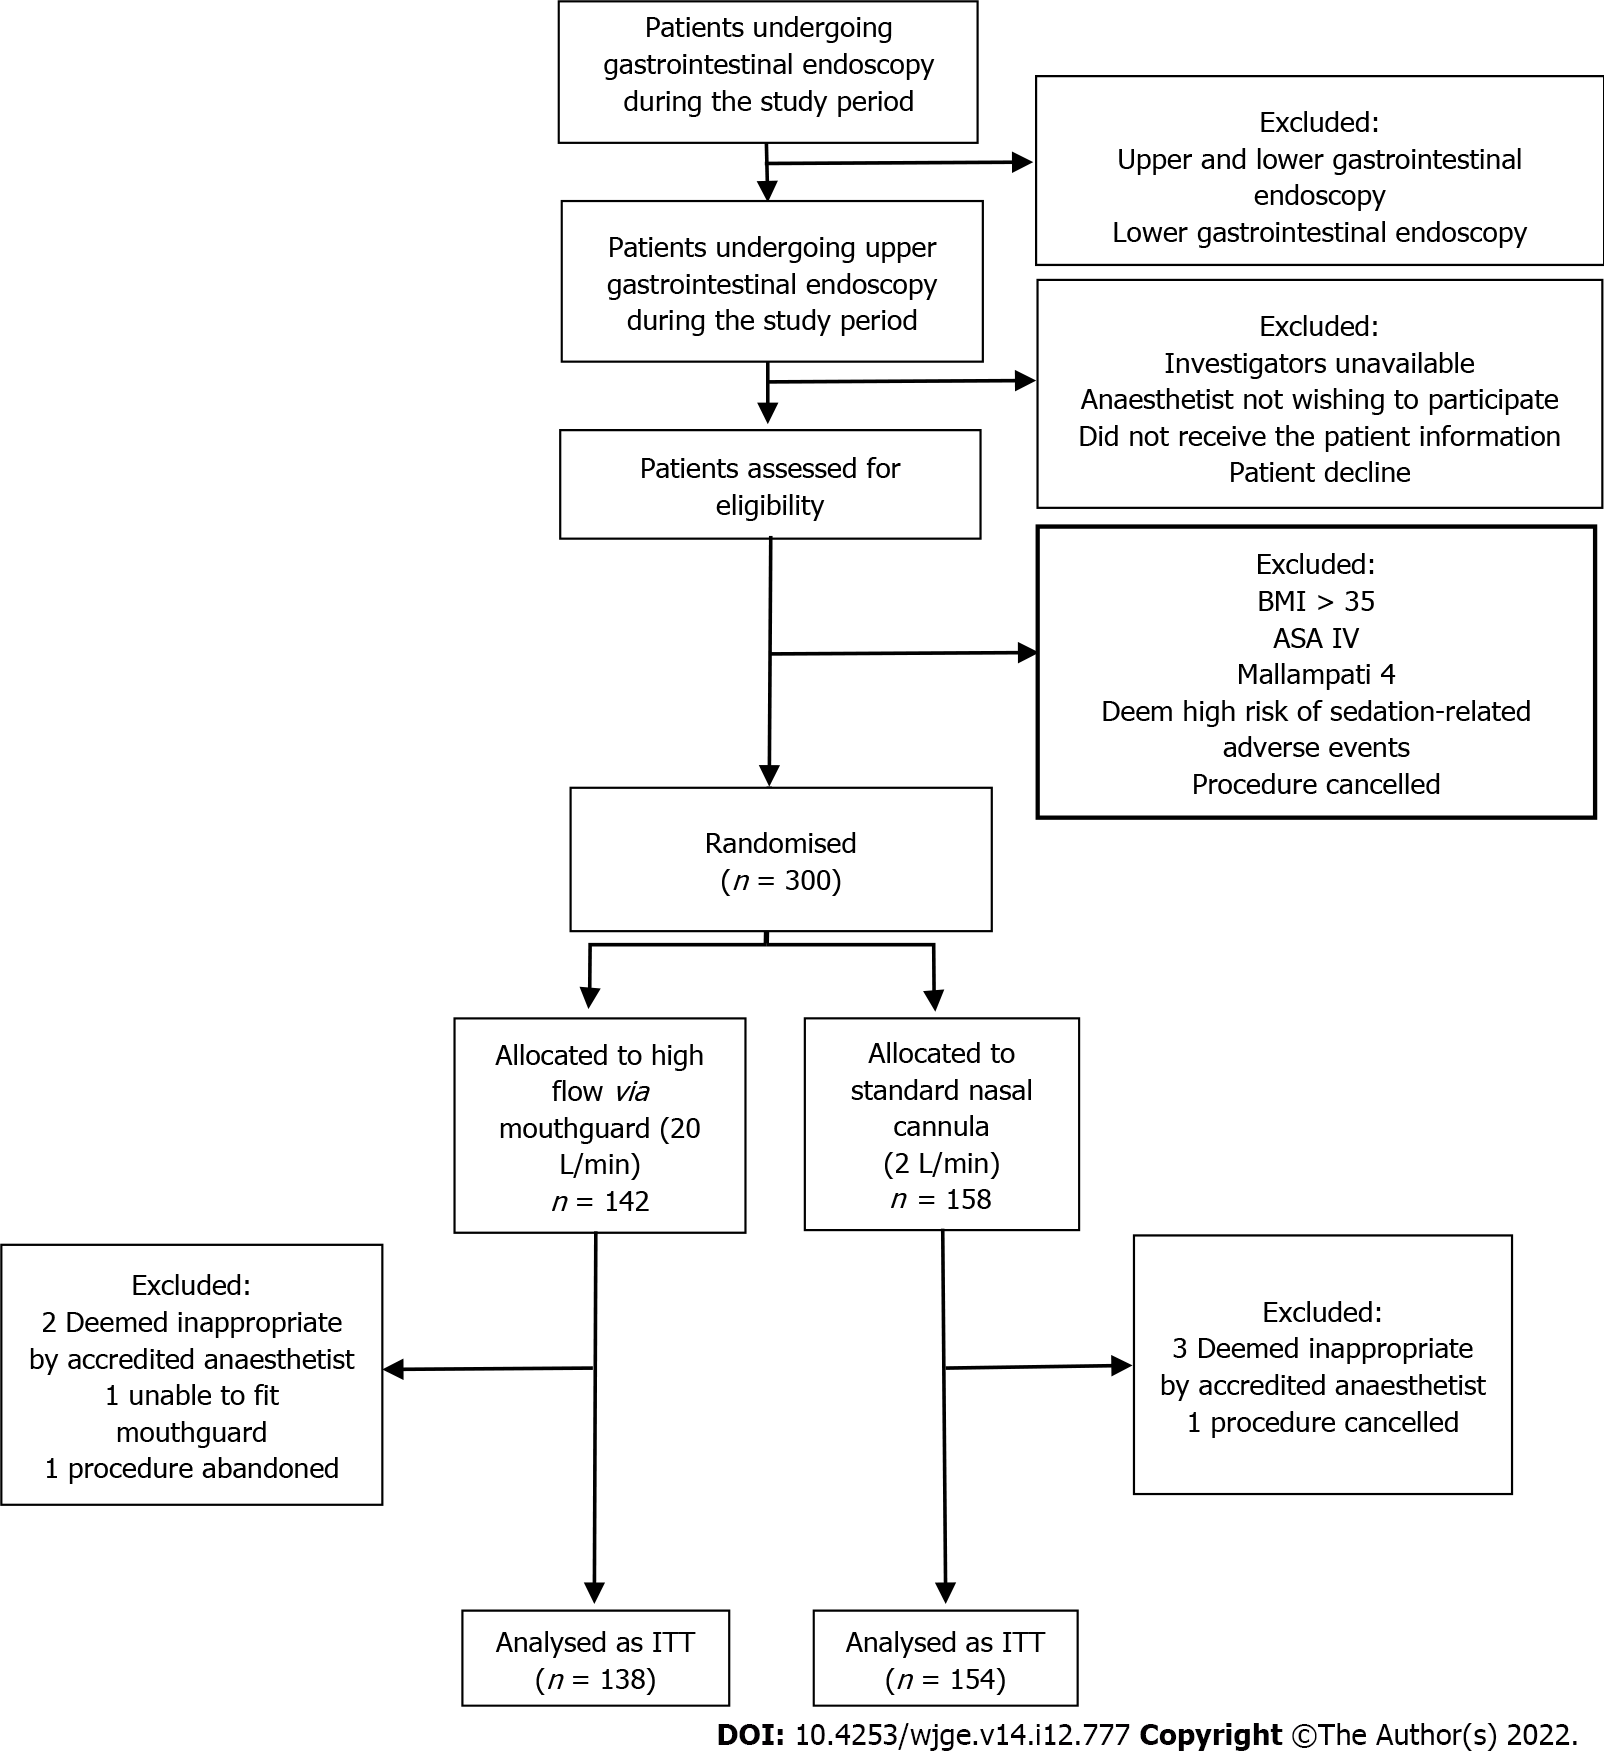 Patients undergoing
gastrointestinal endoscopy
during the study period
Excluded:
Upper and lower gastrointestinal
endoscopy
Lower gastrointestinal endoscopy
Patients undergoing upper
gastrointestinal endoscopy
during the study period
Excluded:
Investigators unavailable
Anaesthetist not wishing to participate
Did not receive the patient information
Patient decline
Patients assessed for
eligibility
Excluded:
BMI > 35
ASA IV
Mallampati 4
Deem high risk of sedation-related
adverse events
Procedure cancelled
Randomised
(n = 300)
Allocated to high
flow via
mouthguard (20
L/min)
n = 142
Allocated to
standard nasal
cannula
(2 L/min)
n = 158
Excluded:
2 Deemed inappropriate
by accredited anaesthetist
1 unable to fit
mouthguard
1 procedure abandoned
Excluded:
3 Deemed inappropriate
by accredited anaesthetist
1 procedure cancelled
Analysed as ITT
(n = 138)
Analysed as ITT
(n = 154)
DOI: 10.4253/wjge.v14.i12.777 Copyright ©The Author(s) 2022.